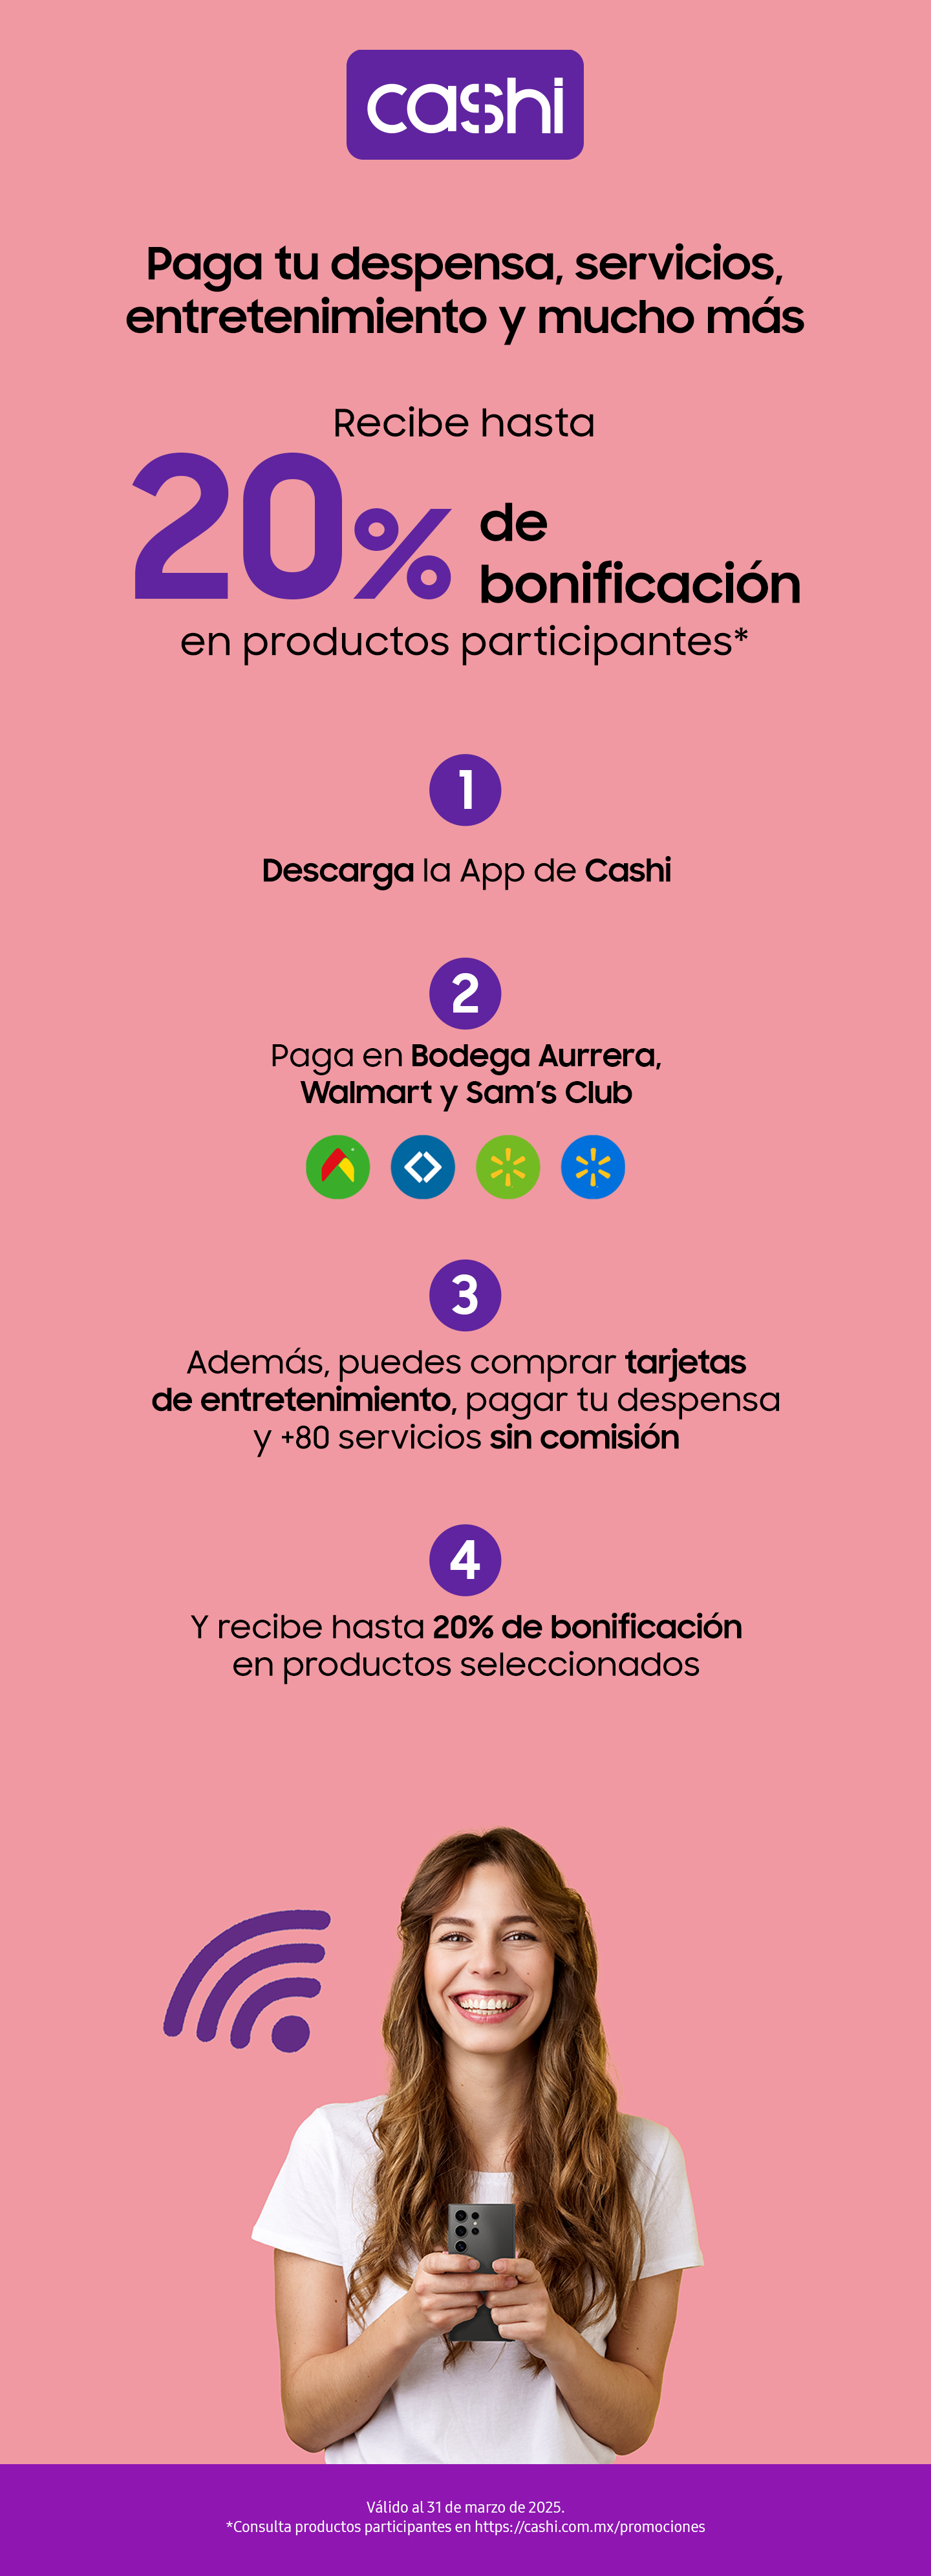 cashi
Paga tu despensa, servicios,
entretenimiento y mucho más
Recibe hasta
20% de
bonificación
en productos participantes*
1
Descarga la App de Cashi
2
Paga en Bodega Aurrera,
Walmart y Sam's Club
3
Además, puedes comprar tarjetas
de entretenimiento, pagar tu despensa
y +80 servicios sin comisión
4
Y recibe hasta 20% de bonificación
en productos seleccionados
Válido al 31 de marzo de 2025.
*Consulta productos participantes en https://cashi.com.mx/promociones